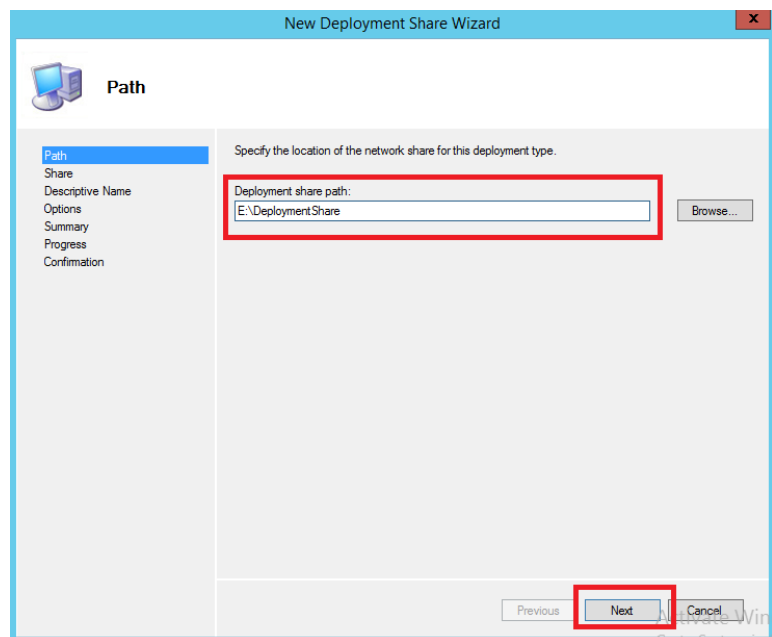 New Deployment Share Wizard
x
Path
Path
Share
Descriptive Name
Options
Summary
Progress
Confirmation
Specify the location of the network share for this deployment type.
Deployment share path:
E:\DeploymentShare
Browse...
Previous
Next
Cancel